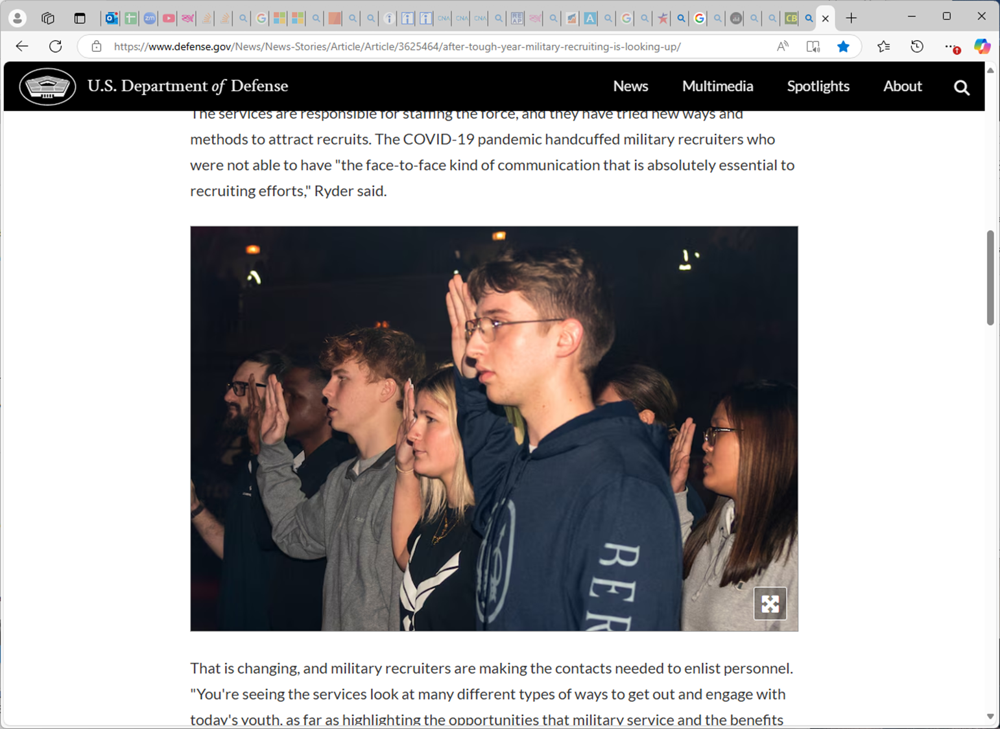 https://www.defense.gov/News/News-Stories/Article/Article/3625464/after-tough-year-military-recruiting-is-looking-up/
U.S. Department of Defense
News Multimedia Spotlights About
The services are responsible for staffing the force, and they have tried new ways and
methods to attract recruits. The COVID-19 pandemic handcuffed military recruiters who
were not able to have "the face-to-face kind of communication that is absolutely essential to
recruiting efforts," Ryder said.
RER
That is changing, and military recruiters are making the contacts needed to enlist personnel.
"You're seeing the services look at many different types of ways to get out and engage with
today's youth, as far as highlighting the opportunities that military service and the benefits